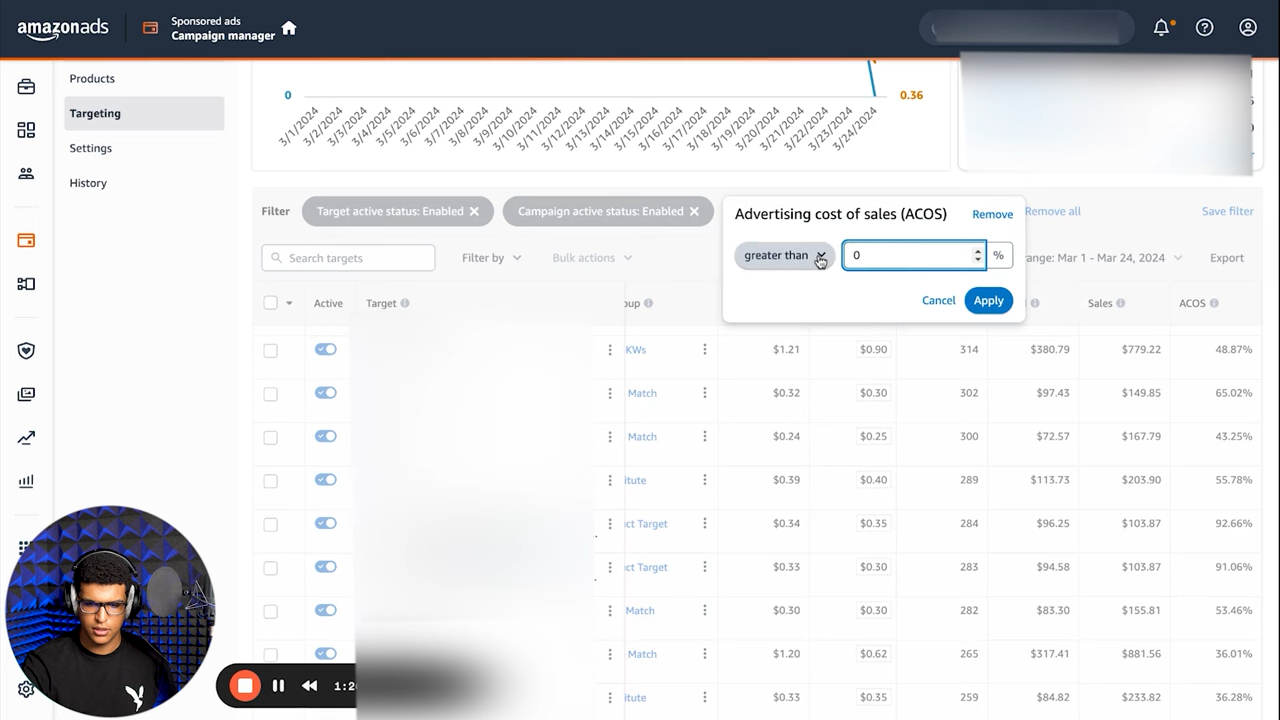 amazonads
Sponsored ads
Campaign manager
Products
Targeting
Settings
History
0
0.36
3/1/2024
3/2/2024
3/3/2024
3/4/2024
3/5/2024
3/6/2024
3/7/2024
3/8/2024
3/9/2024
3/10/2024
3/11/2024
3/12/2024
3/13/2024
3/14/2024
3/15/2024
3/16/2024
3/17/2024
3/18/2024
3/19/2024
3/20/2024
3/21/2024
3/22/2024
3/23/2024
3/24/2024
Filter Target active status: Enabled Campaign active status: Enabled Remove all Save filter
Advertising cost of sales (ACOS) Remove
greater than 0 %
Cancel Apply
Search targets Filter by Bulk actions range: Mar 1 - Mar 24, 2024 Export
Active Target oup Sales ACOS
KWs $1.21 $0.90 314 $380.79 $779.22 48.87%
Match $0.32 $0.30 302 $97.43 $149.85 65.02%
Match $0.24 $0.25 300 $72.57 $167.79 43.25%
itute $0.39 $0.40 289 $113.73 $203.90 55.78%
ct Target $0.34 $0.35 284 $96.25 $103.87 92.66%
ct Target $0.33 $0.30 283 $94.58 $103.87 91.06%
Match $0.30 $0.30 282 $83.30 $155.81 53.46%
Match $1.20 $0.62 265 $317.41 $881.56 36.01%
itute $0.33 $0.35 259 $84.82 $233.82 36.28%